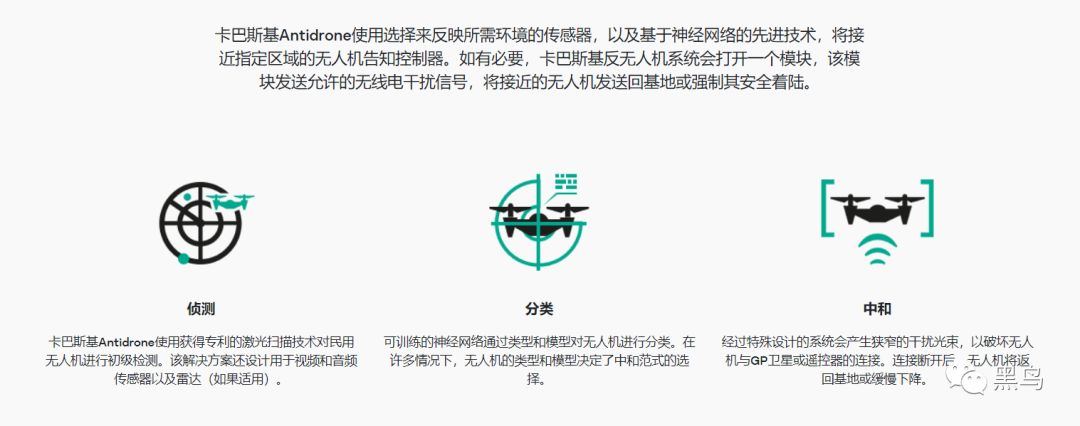 卡巴斯基Antidrone使用选择来反映所需环境的传感器，以及基于神经网络的先进技术，将接
近指定区域的无人机告知控制器。如有必要，卡巴斯基反无人机系统会打开一个模块，该模
块发送允许的无线电干扰信号，将接近的无人机发送回基地或强制其安全着陆。
侦测
卡巴斯基Antidrone使用获得专利的激光扫描技术对民用
无人机进行初级检测。该解决方案还设计用于视频和音频
传感器以及雷达（如果适用）。
分类
可训练的神经网络通过类型和模型对无人机进行分类。在
许多情况下，无人机的类型和模型决定了中和范式的选
择。
中和
经过特殊设计的系统会产生狭窄的干扰光束，以破坏无人
机与GP卫星或遥控器的连接。连接断开后，无人机将返
回基地或缓慢下降。
黑鸟